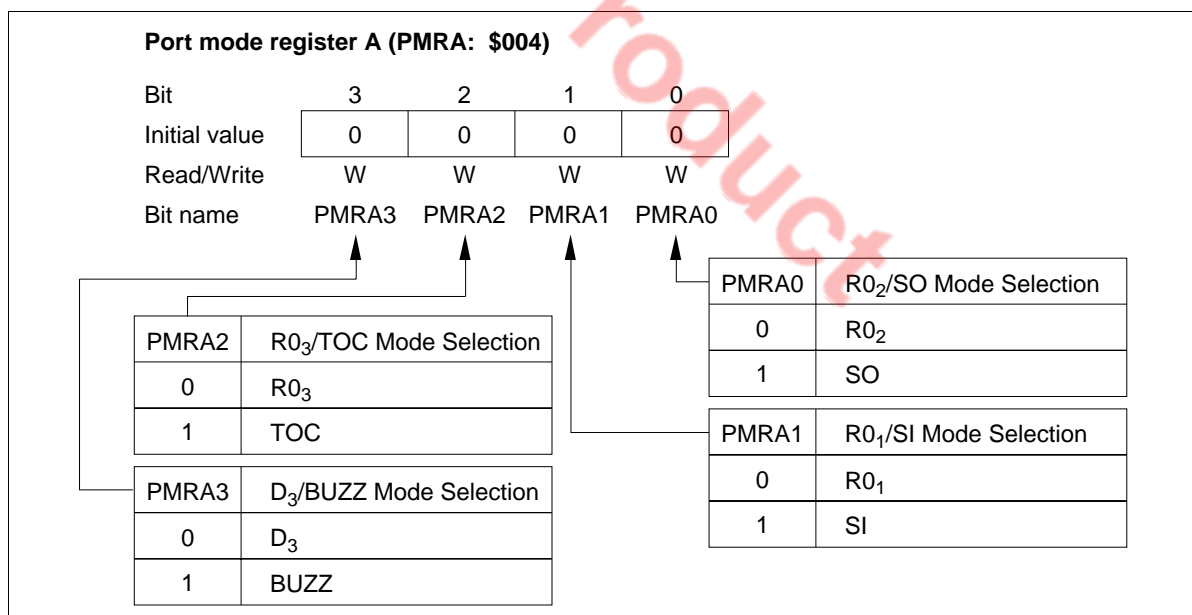 Port mode register A (PMRA: $004)
Bit 3 2 1 0
Initial value 0 0 0 0
Read/Write W W W W
Bit name PMRA3 PMRA2 PMRA1 PMRA0
PMRA0 R0₂/SO Mode Selection
0 R0₂
1 SO
PMRA2 R0₃/TOC Mode Selection
0 R0₃
1 TOC
PMRA1 R0₁/SI Mode Selection
0 R0₁
1 SI
PMRA3 D₃/BUZZ Mode Selection
0 D₃
1 BUZZ
roduct